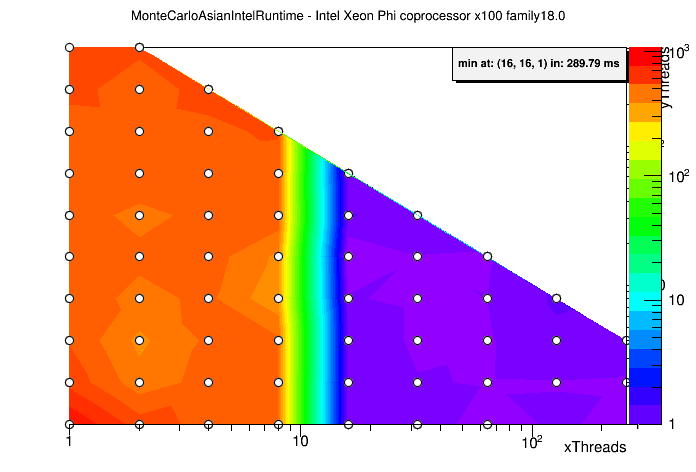 MonteCarloAsianIntelRuntime - Intel Xeon Phi coprocessor x100 family18.0
min at: (16, 16, 1) in: 289.79 ms
10³
yThreads
10²
10
1
1
10
10²
xThreads